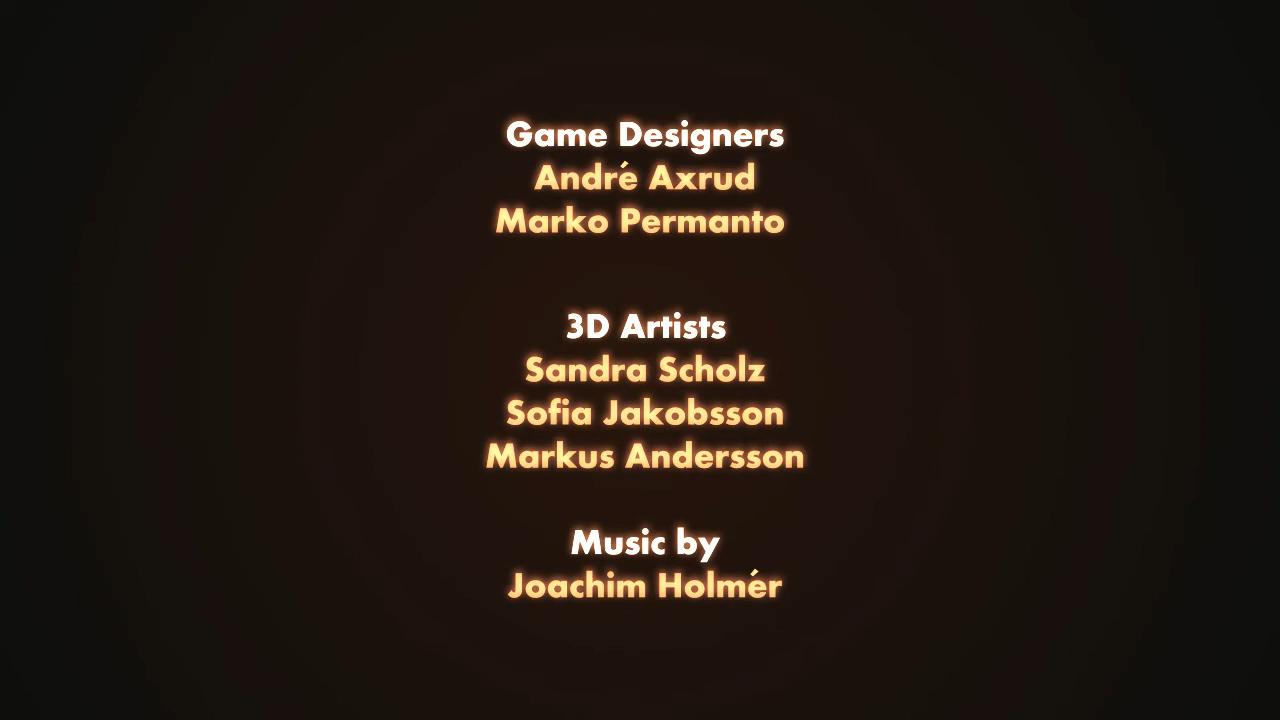 Game Designers
André Axrud
Marko Permanto
3D Artists
Sandra Scholz
Sofia Jakobsson
Markus Andersson
Music by
Joachim Holmér